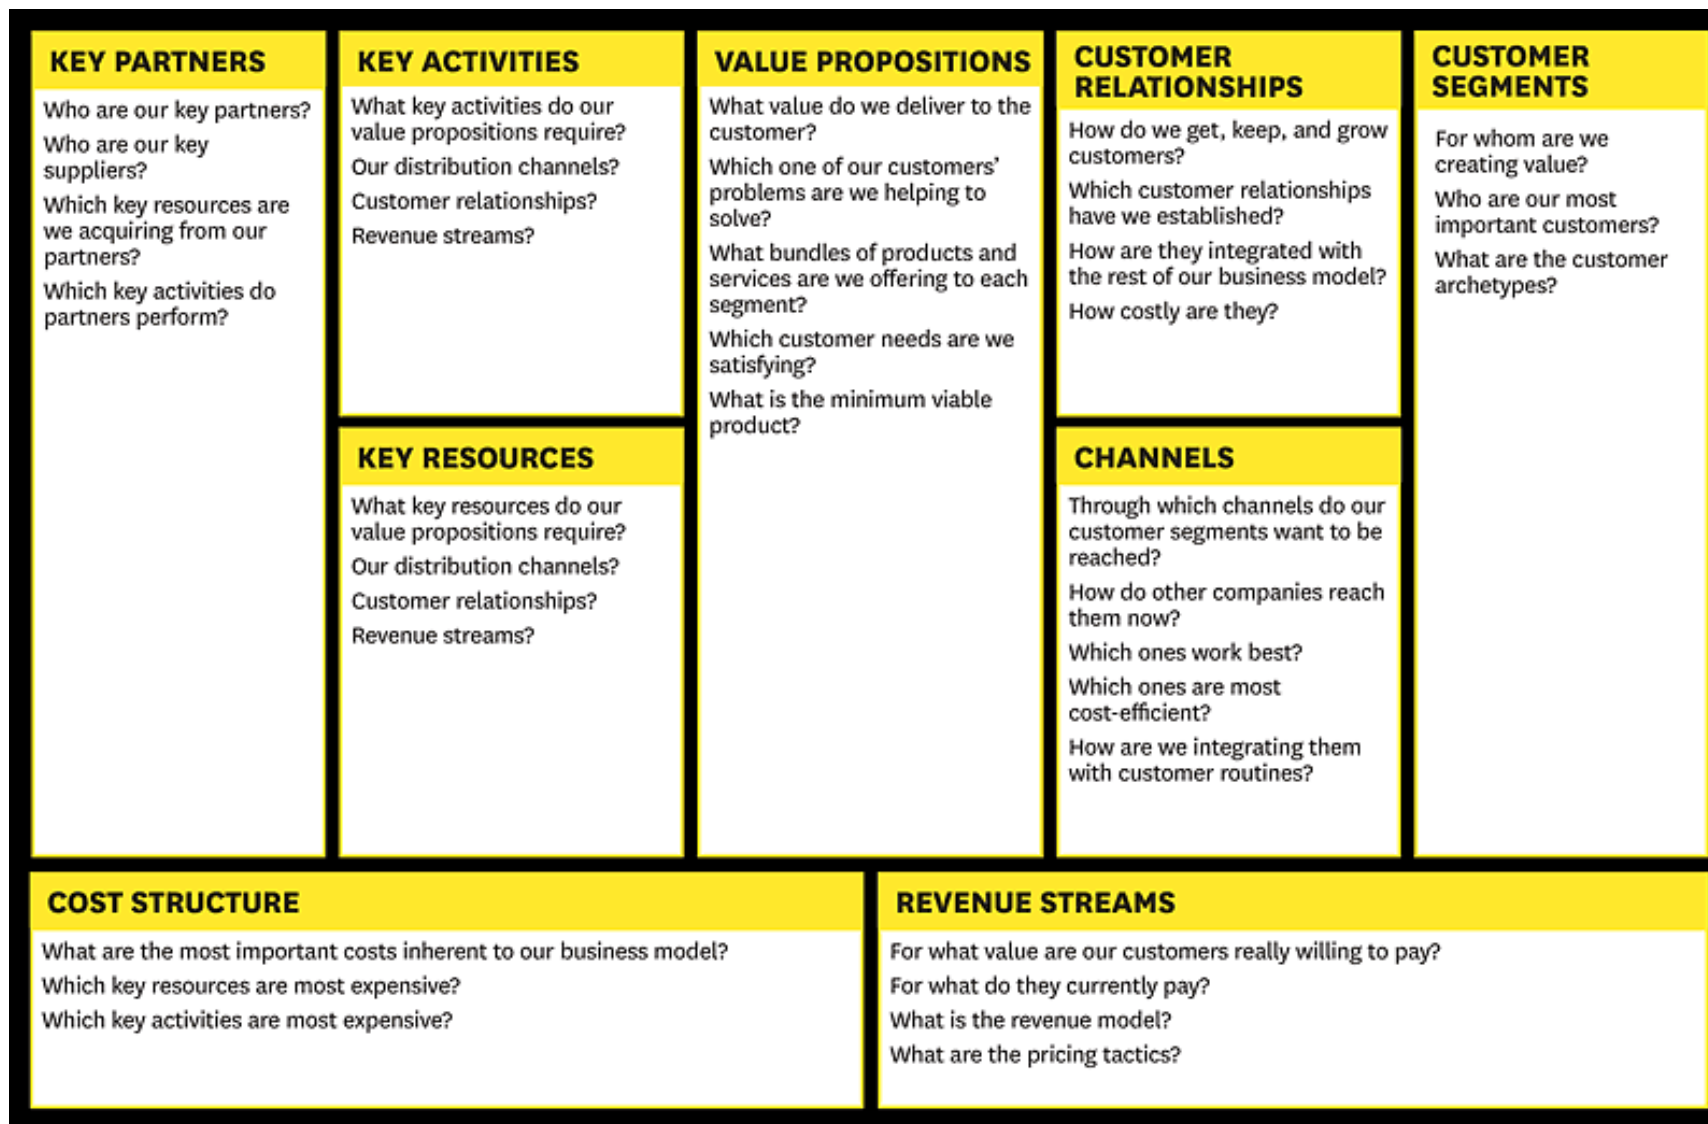 KEY PARTNERS
Who are our key partners?
Who are our key
suppliers?
Which key resources are
we acquiring from our
partners?
Which key activities do
partners perform?
KEY ACTIVITIES
What key activities do our
value propositions require?
Our distribution channels?
Customer relationships?
Revenue streams?
KEY RESOURCES
What key resources do our
value propositions require?
Our distribution channels?
Customer relationships?
Revenue streams?
VALUE PROPOSITIONS
What value do we deliver to the
customer?
Which one of our customers’
problems are we helping to
solve?
What bundles of products and
services are we offering to each
segment?
Which customer needs are we
satisfying?
What is the minimum viable
product?
CUSTOMER
RELATIONSHIPS
How do we get, keep, and grow
customers?
Which customer relationships
have we established?
How are they integrated with
the rest of our business model?
How costly are they?
CHANNELS
Through which channels do our
customer segments want to be
reached?
How do other companies reach
them now?
Which ones work best?
Which ones are most
cost-efficient?
How are we integrating them
with customer routines?
CUSTOMER
SEGMENTS
For whom are we
creating value?
Who are our most
important customers?
What are the customer
archetypes?
COST STRUCTURE
What are the most important costs inherent to our business model?
Which key resources are most expensive?
Which key activities are most expensive?
REVENUE STREAMS
For what value are our customers really willing to pay?
For what do they currently pay?
What is the revenue model?
What are the pricing tactics?